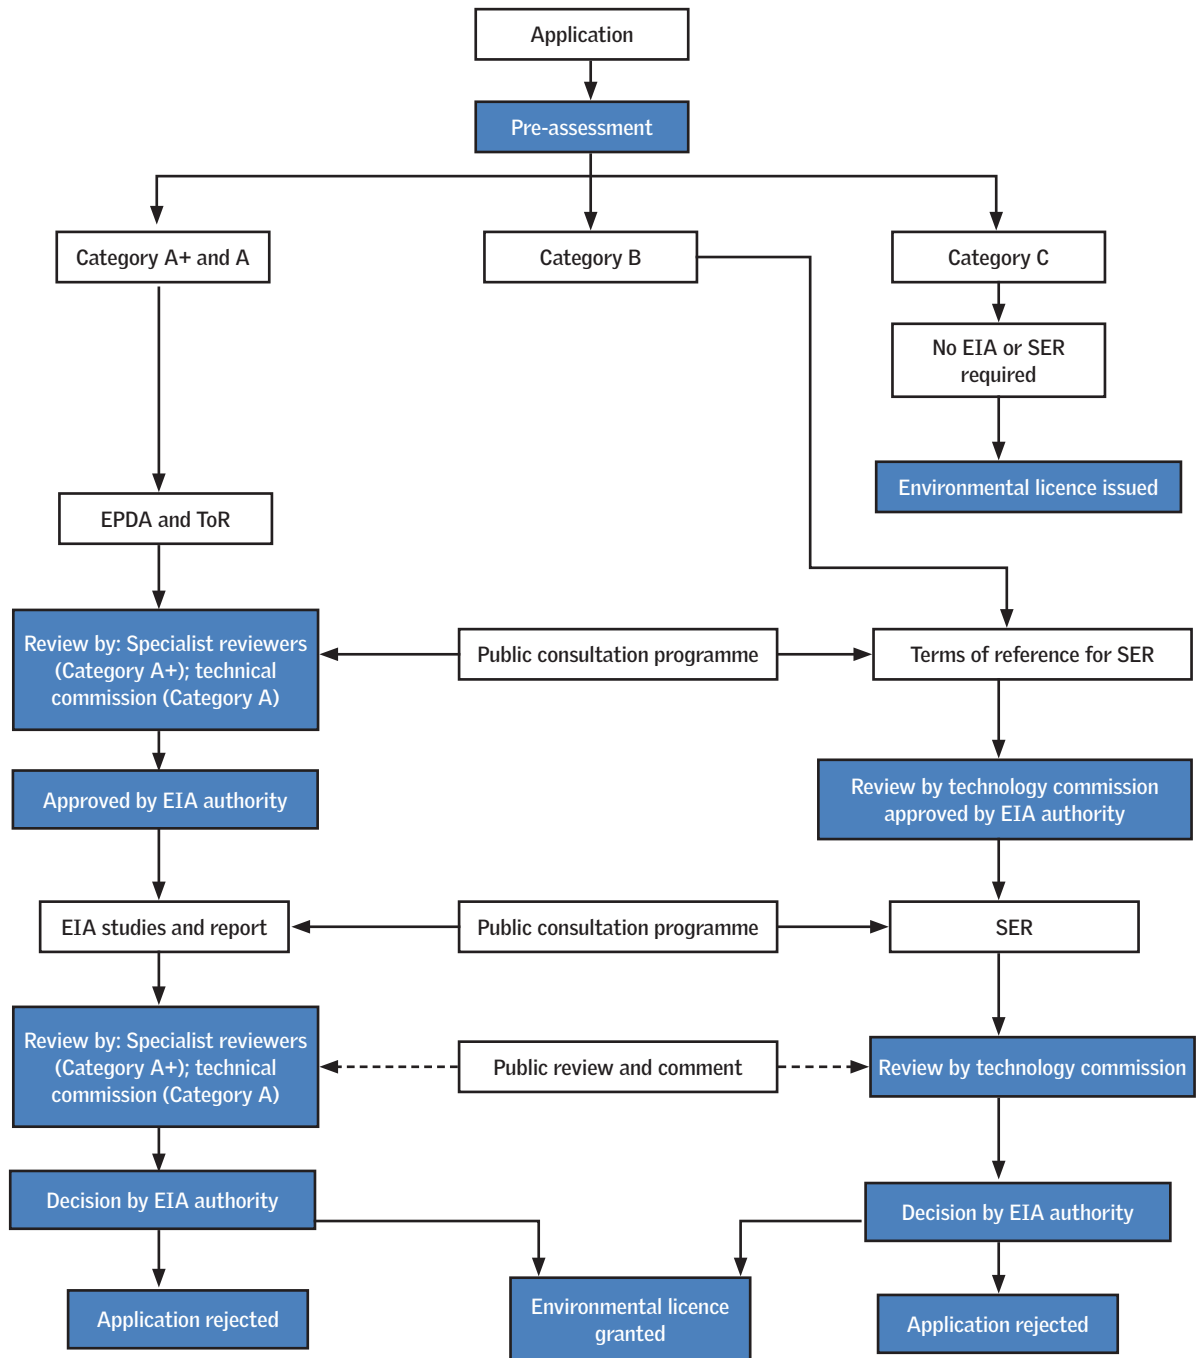 Application
Pre-assessment
Category A+ and A
Category B
Category C
No EIA or SER
required
Environmental licence issued
EPDA and ToR
Review by: Specialist reviewers
(Category A+); technical
commission (Category A)
Public consultation programme
Terms of reference for SER
Approved by EIA authority
Review by technology commission
approved by EIA authority
EIA studies and report
Public consultation programme
SER
Review by: Specialist reviewers
(Category A+); technical
commission (Category A)
Public review and comment
Review by technology commission
Decision by EIA authority
Decision by EIA authority
Application rejected
Environmental licence
granted
Application rejected